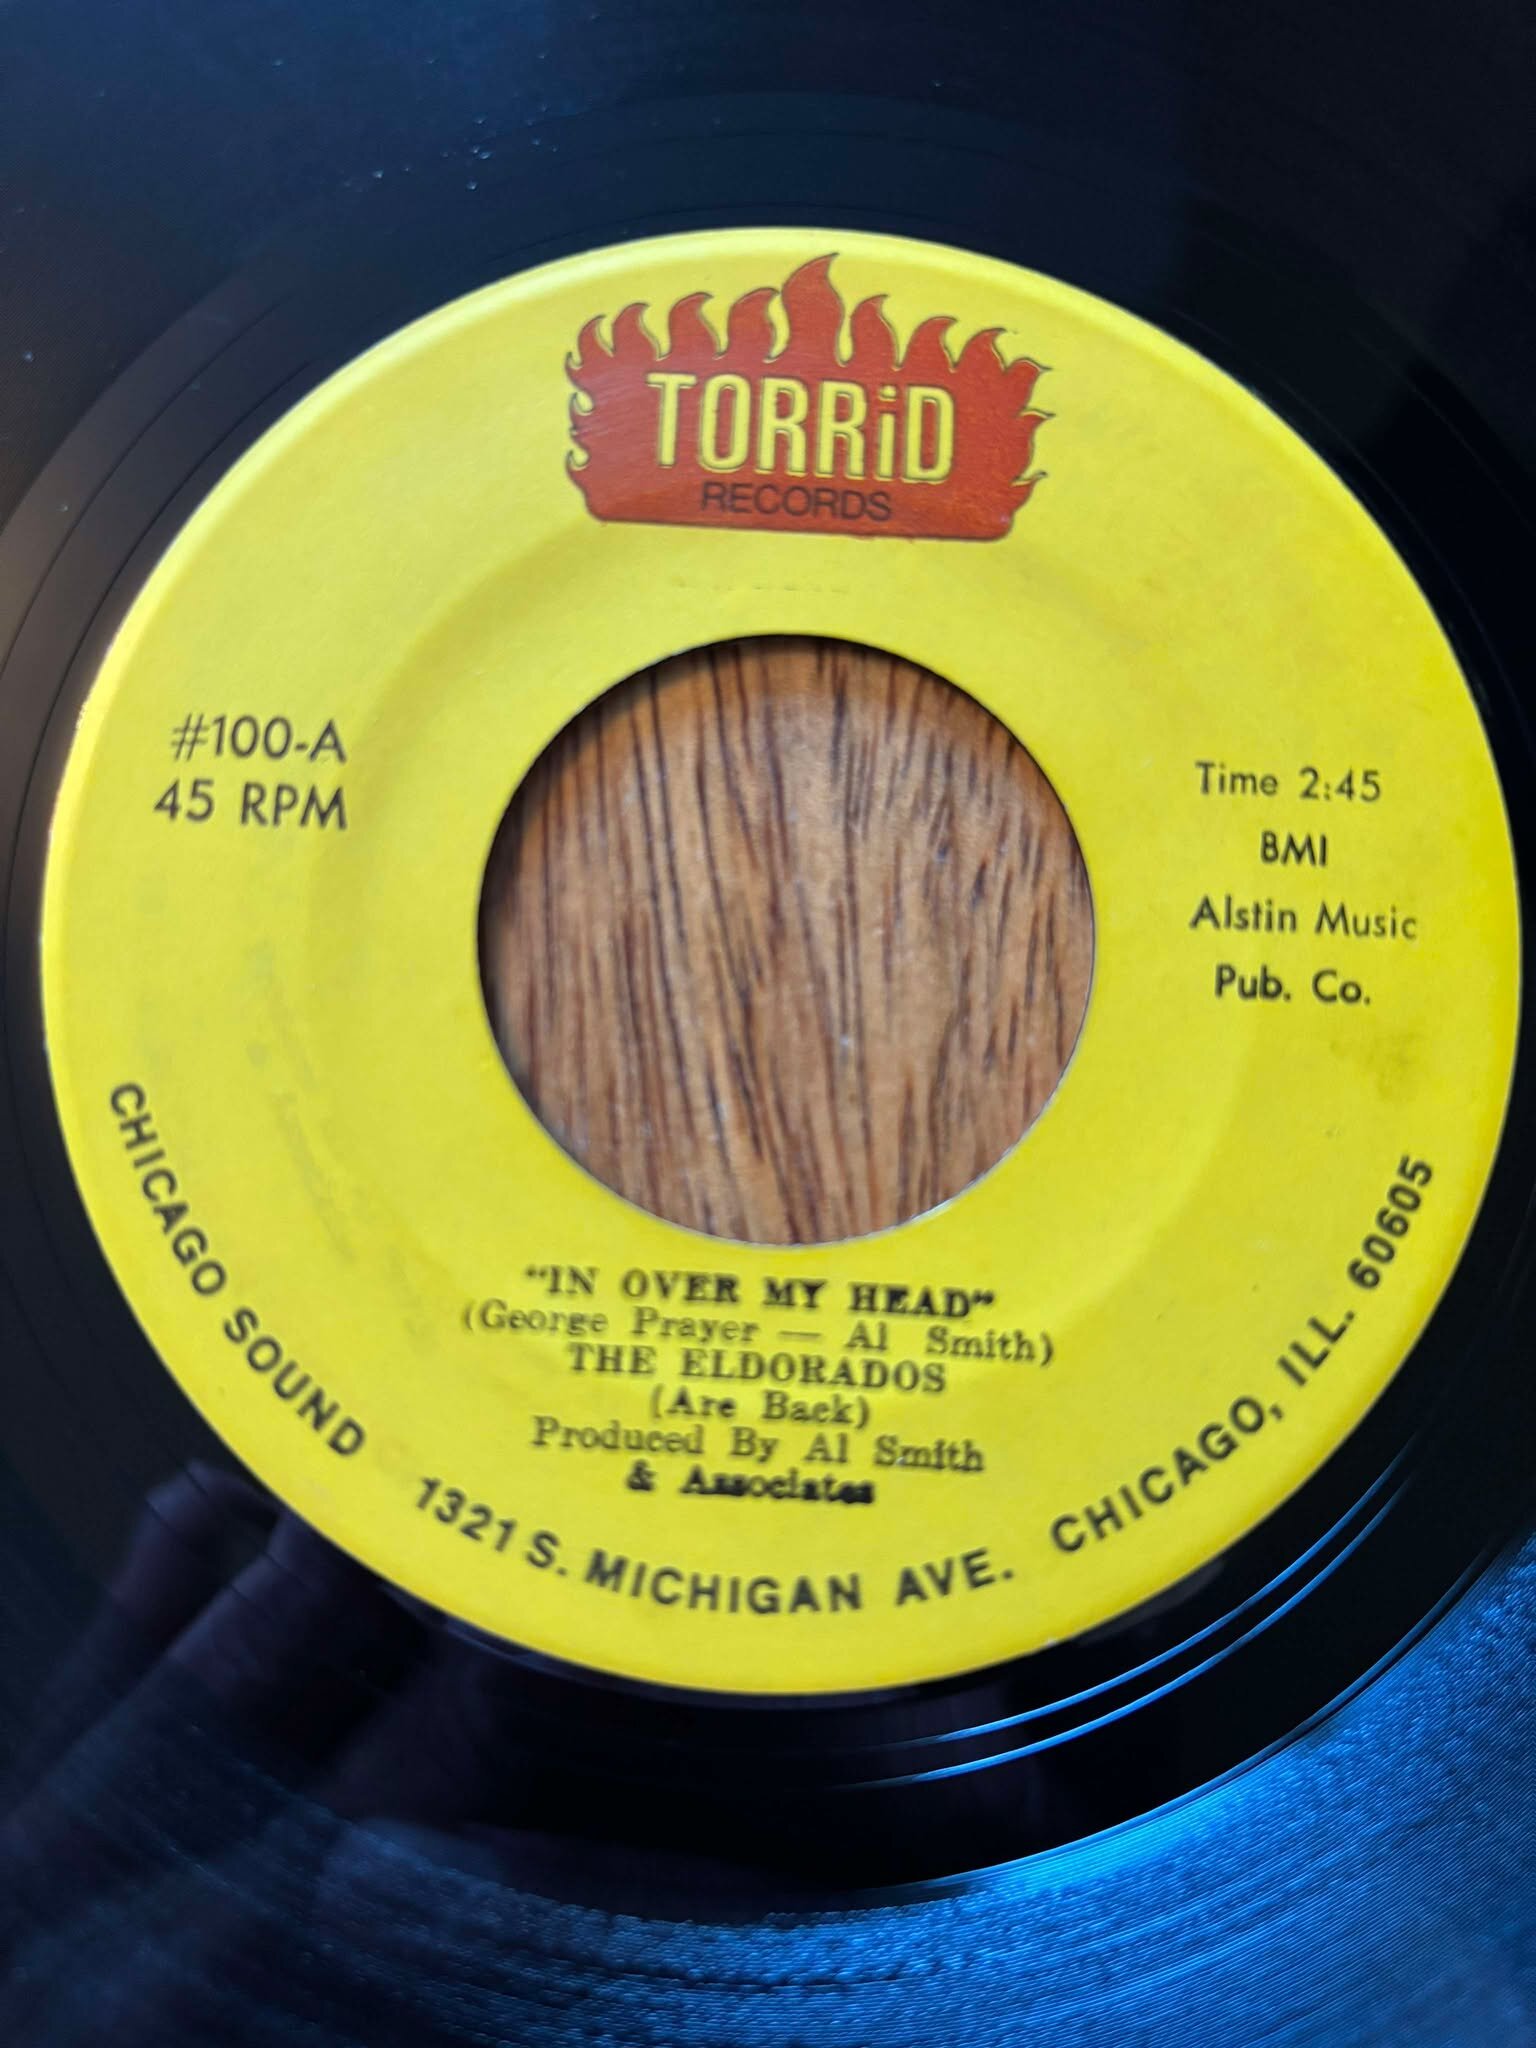 TORRiD
RECORDS
#100-A
45 RPM
Time 2:45
BMI
Alstin Music
Pub. Co.
"IN OVER MY HEAD"
(George Prayer — Al Smith)
THE ELDORADOS
(Are Back)
Produced By Al Smith
& Associates
CHICAGO SOUND 1321 S. MICHIGAN AVE. CHICAGO, ILL. 60605